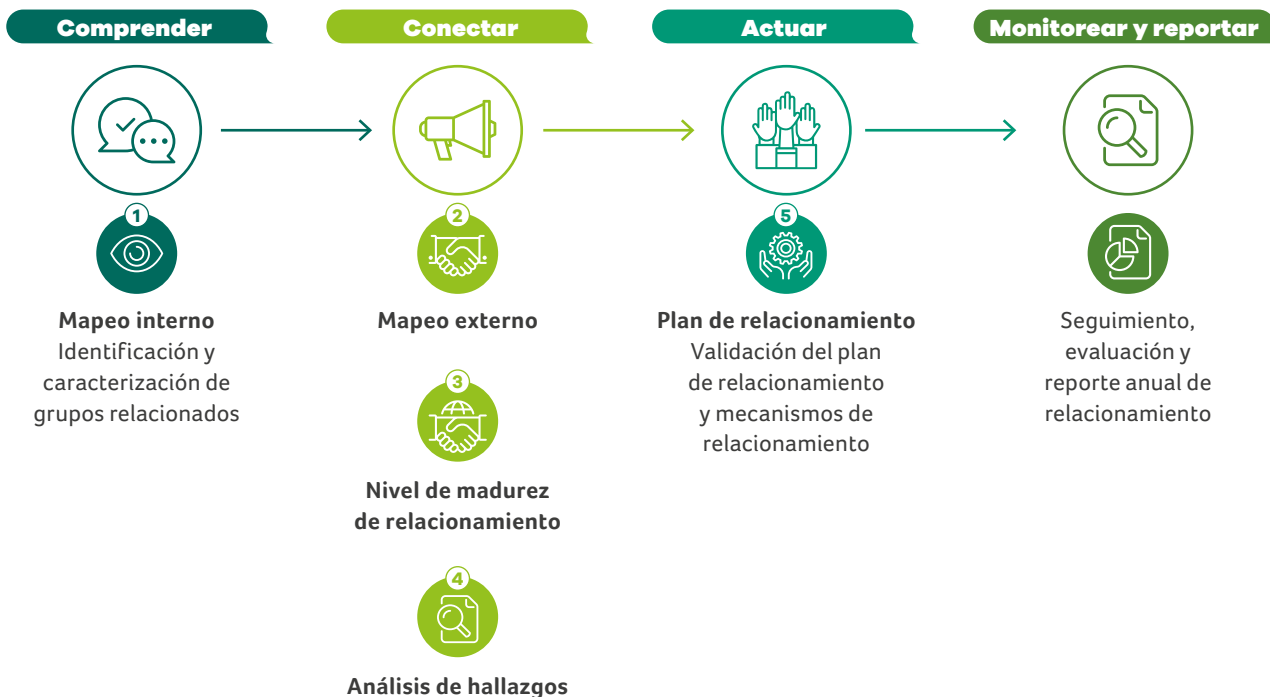 Comprender
Conectar
Actuar
Monitorear y reportar
1
Mapeo interno
Identificación y
caracterización de
grupos relacionados
2
Mapeo externo
3
Nivel de madurez
de relacionamiento
4
Análisis de hallazgos
5
Plan de relacionamiento
Validación del plan
de relacionamiento
y mecanismos de
relacionamiento
Seguimiento,
evaluación y
reporte anual de
relacionamiento